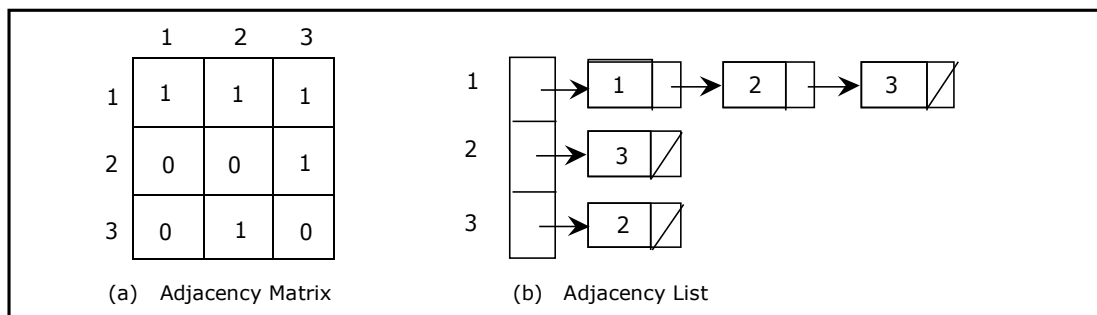 1 2 3
1 1 1 1
2 0 0 1
3 0 1 0
(a) Adjacency Matrix
1 1 2 3
2 3
3 2
(b) Adjacency List